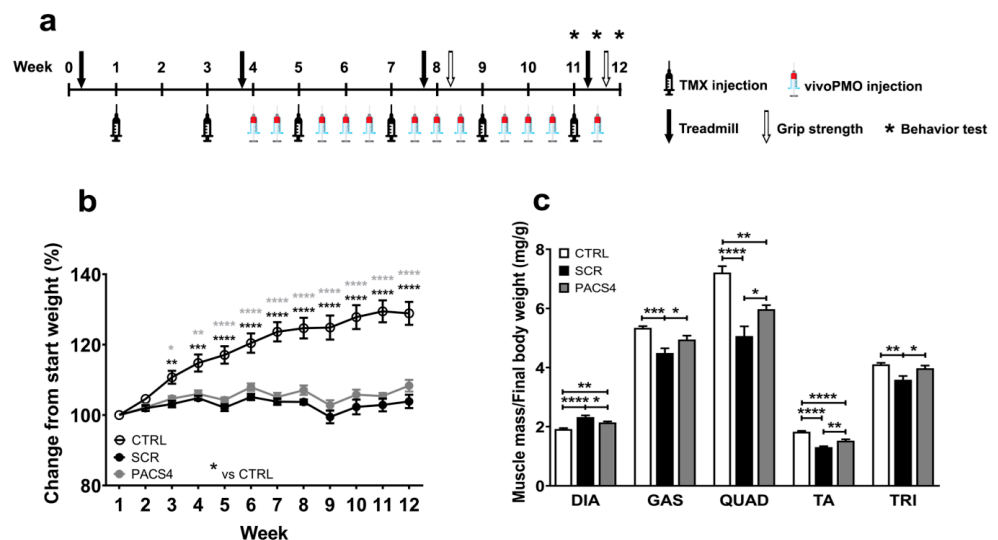 a
* * *
Week 0 1 2 3 4 5 6 7 8 9 10 11 12
TMX injection vivoPMO injection
Treadmill Grip strength * Behavior test
b
Change from start weight (%)
140
120
100
80
* ** **** **** **** **** **** **** **** ****
** *** **** **** **** **** **** **** **** ****
CTRL
SCR
PACS4
* vs CTRL
1 2 3 4 5 6 7 8 9 10 11 12
Week
c
Muscle mass/Final body weight (mg/g)
8
6
4
2
0
CTRL
SCR
PACS4
**
**** *
*** *
**
****
*
****
****
**
** *
DIA GAS QUAD TA TRI